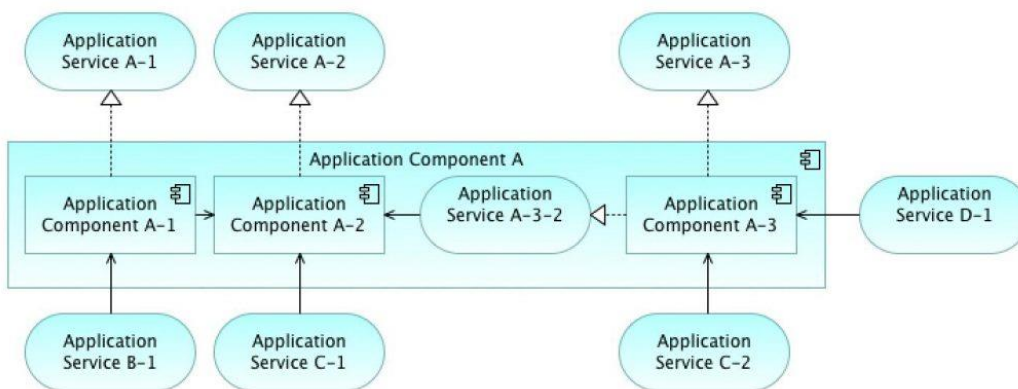 Application
Service A-1
Application
Service A-2
Application
Service A-3
Application Component A
Application
Component A-1
Application
Component A-2
Application
Service A-3-2
Application
Component A-3
Application
Service D-1
Application
Service B-1
Application
Service C-1
Application
Service C-2